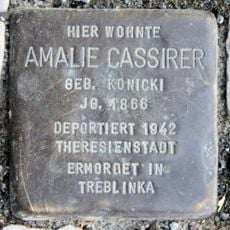 HIER WOHNTE
AMALIE CASSIRER
GEB. KONICKI
JG. 1866
DEPORTIERT 1942
THERESIENSTADT
ERMORDET IN
TREBLINKA